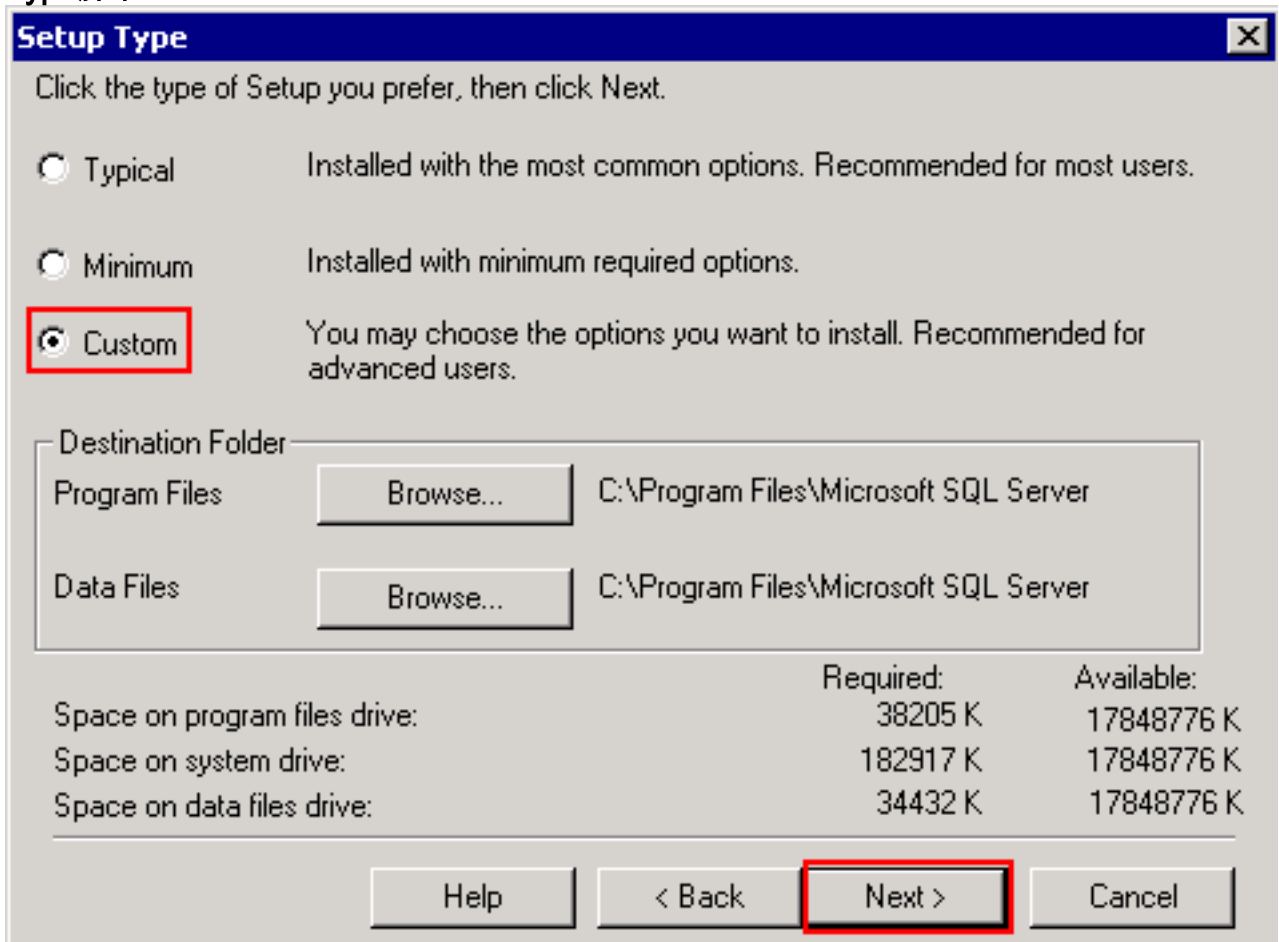 Setup Type
Click the type of Setup you prefer, then click Next.
Typical Installed with the most common options. Recommended for most users.
Minimum Installed with minimum required options.
Custom You may choose the options you want to install. Recommended for
advanced users.
Destination Folder
Program Files Browse... C:\Program Files\Microsoft SQL Server
Data Files Browse... C:\Program Files\Microsoft SQL Server
Required: Available:
Space on program files drive: 38205 K 17848776 K
Space on system drive: 182917 K 17848776 K
Space on data files drive: 34432 K 17848776 K
Help < Back Next > Cancel